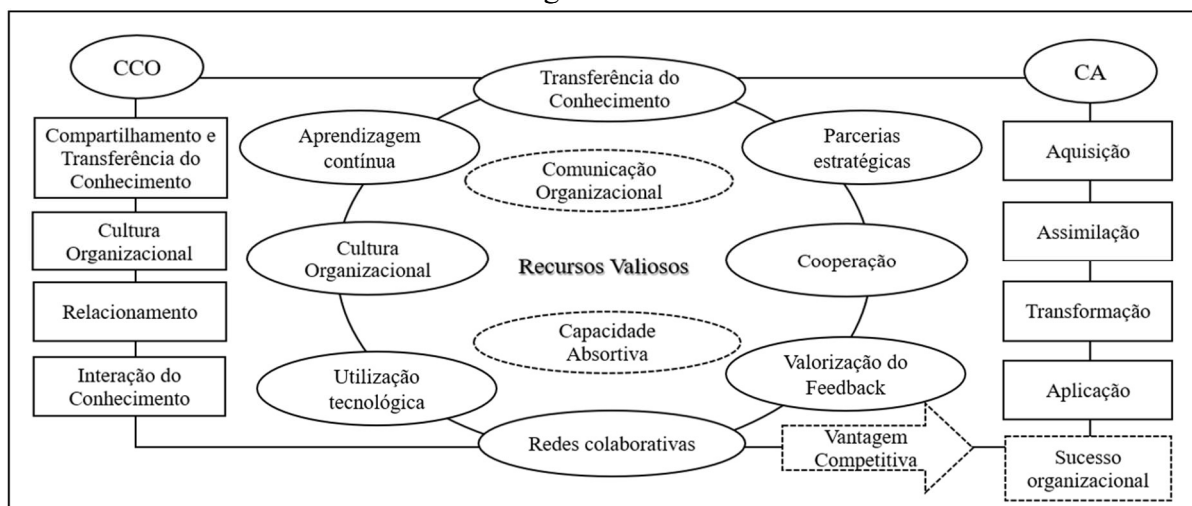 CCO
Compartilhamento e
Transferência do
Conhecimento
Cultura
Organizacional
Relacionamento
Interação do
Conhecimento
Transferência do
Conhecimento
Aprendizagem
contínua
Parcerias
estratégicas
Comunicação
Organizacional
Cultura
Organizacional
Recursos Valiosos
Cooperação
Capacidade
Absortiva
Utilização
tecnológica
Valorização do
Feedback
Redes colaborativas
Vantagem
Competitiva
CA
Aquisição
Assimilação
Transformação
Aplicação
Sucesso
organizacional